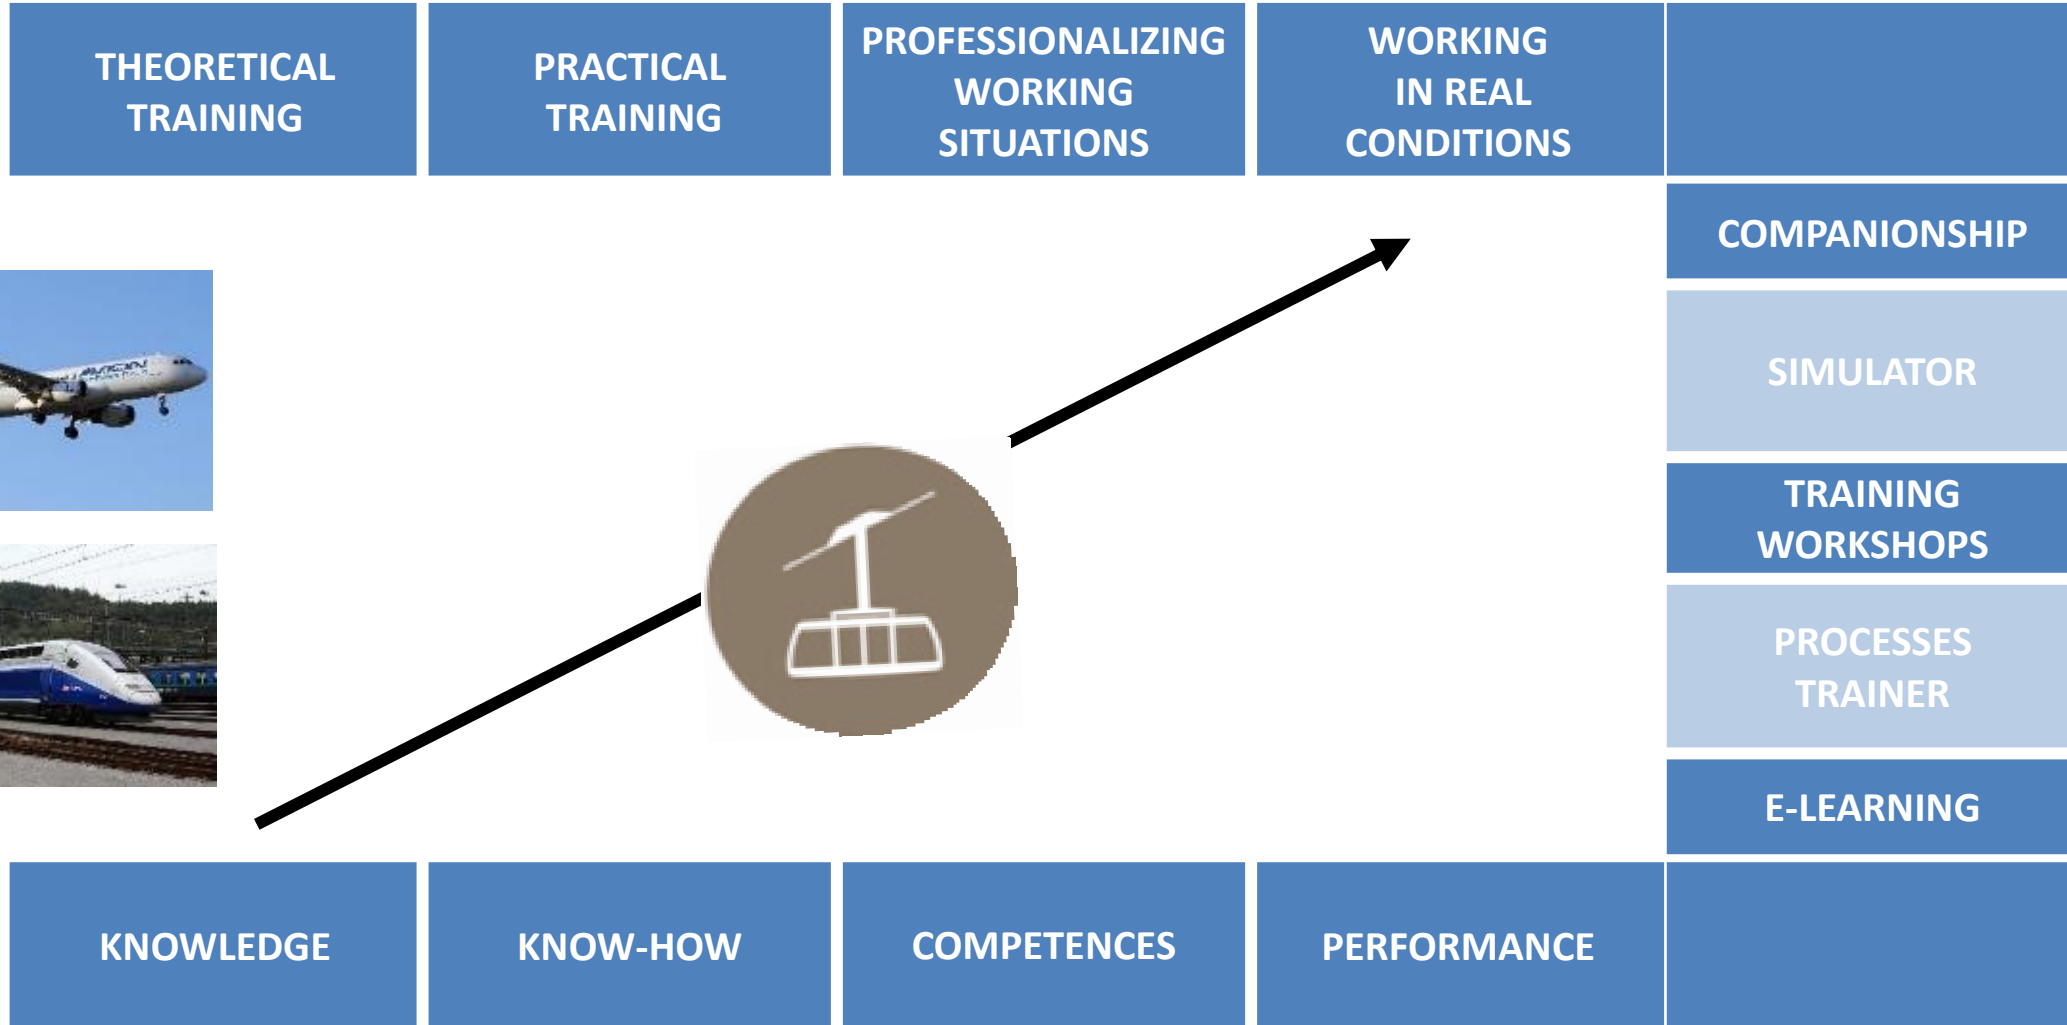 THEORETICAL
TRAINING
PRACTICAL
TRAINING
PROFESSIONALIZING
WORKING
SITUATIONS
WORKING
IN REAL
CONDITIONS
COMPANIONSHIP
SIMULATOR
TRAINING
WORKSHOPS
PROCESSES
TRAINER
E-LEARNING
KNOWLEDGE
KNOW-HOW
COMPETENCES
PERFORMANCE